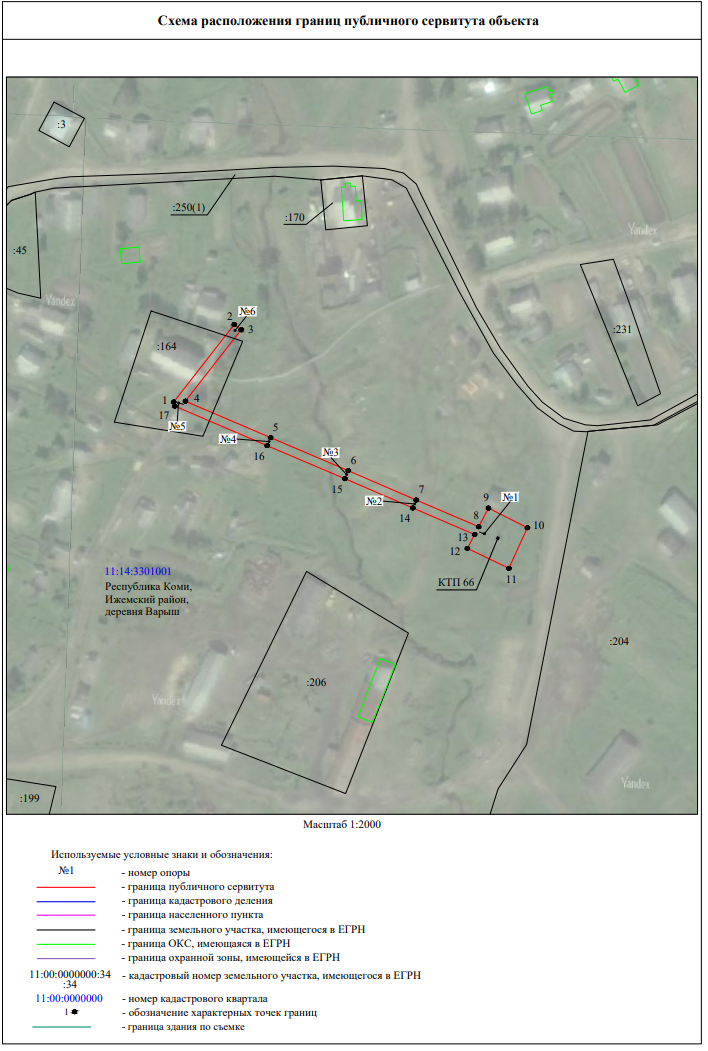 Схема расположения границ публичного сервитута объекта
:3
:250(1)
:170
:45
Yandex
Yandex
:231
2
№6
3
:164
1
4
17
№5
№4
5
16
№3
6
15
№2
7
14
9
№1
8
10
13
12
11
КТП 66
11:14:3301001
Республика Коми,
Ижемский район,
деревня Варыш
:204
:206
Yandex
Yandex
:199
Масштаб 1:2000
Используемые условные знаки и обозначения:
№1 - номер опоры
- граница публичного сервитута
- граница кадастрового деления
- граница населенного пункта
- граница земельного участка, имеющегося в ЕГРН
- граница ОКС, имеющаяся в ЕГРН
- граница охранной зоны, имеющейся в ЕГРН
11:00:0000000:34 - кадастровый номер земельного участка, имеющегося в ЕГРН
:34
11:00:0000000 - номер кадастрового квартала
1 - обозначение характерных точек границ
- граница здания по съемке